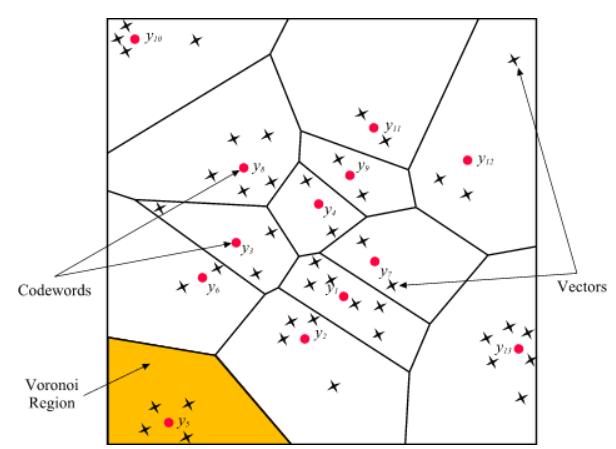 y10
y11
y12
y8
y9
y4
y3
y7
y6
y1
Codewords
Vectors
y2
y13
Voronoi
Region
y5